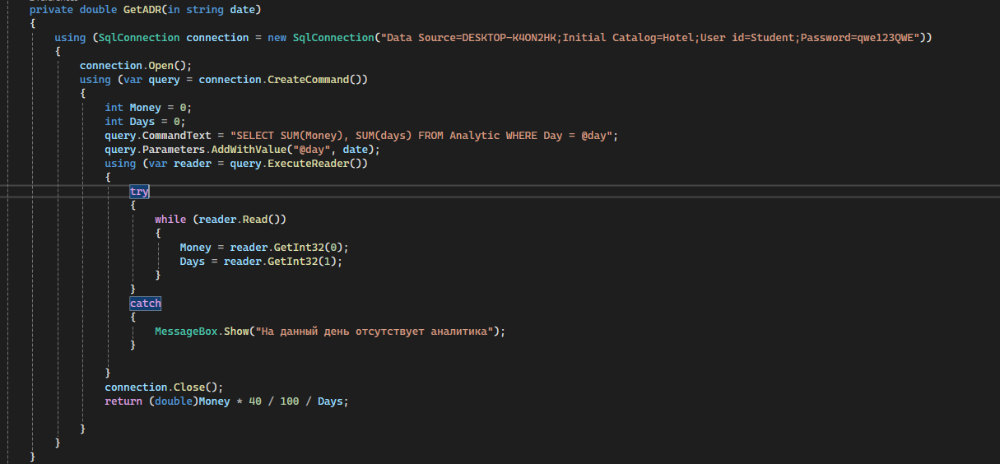 private double GetADR(in string date)
{
using (SqlConnection connection = new SqlConnection("Data Source=DESKTOP-K4ON2HK;Initial Catalog=Hotel;User id=Student;Password=qwe123QWE"))
{
connection.Open();
using (var query = connection.CreateCommand())
{
int Money = 0;
int Days = 0;
query.CommandText = "SELECT SUM(Money), SUM(days) FROM Analytic WHERE Day = @day";
query.Parameters.AddWithValue("@day", date);
using (var reader = query.ExecuteReader())
{
try
{
while (reader.Read())
{
Money = reader.GetInt32(0);
Days = reader.GetInt32(1);
}
}
catch
{
MessageBox.Show("На данный день отсутствует аналитика");
}
}
connection.Close();
return (double)Money * 40 / 100 / Days;
}
}
}